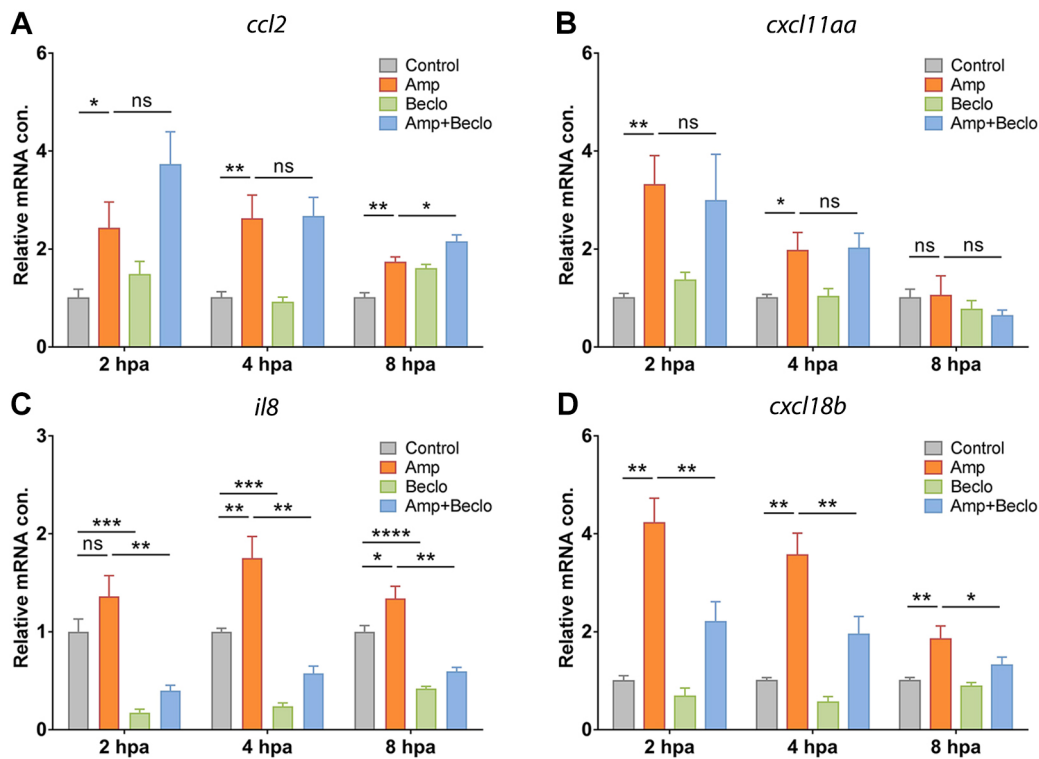 A
ccl2
Relative mRNA con.
6
4
2
0
Control
Amp
Beclo
Amp+Beclo
* ns
** ns
** *
2 hpa 4 hpa 8 hpa
B
cxcl11aa
Relative mRNA con.
6
4
2
0
Control
Amp
Beclo
Amp+Beclo
** ns
* ns
ns ns
2 hpa 4 hpa 8 hpa
C
il8
Relative mRNA con.
3
2
1
0
Control
Amp
Beclo
Amp+Beclo
***
ns **
***
** **
****
* **
2 hpa 4 hpa 8 hpa
D
cxcl18b
Relative mRNA con.
6
4
2
0
Control
Amp
Beclo
Amp+Beclo
** **
** **
** *
2 hpa 4 hpa 8 hpa